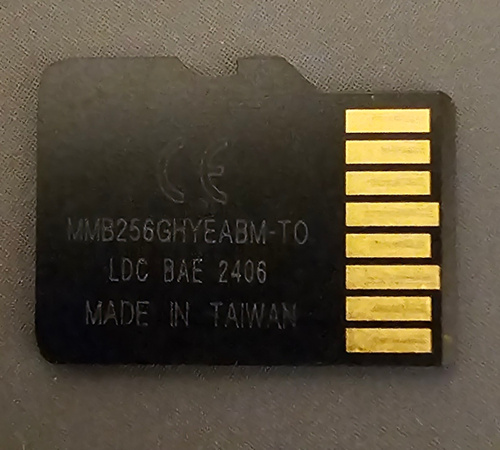 CE
MMB256GHYEABM-TO
LDC BAE 2406
MADE IN TAIWAN